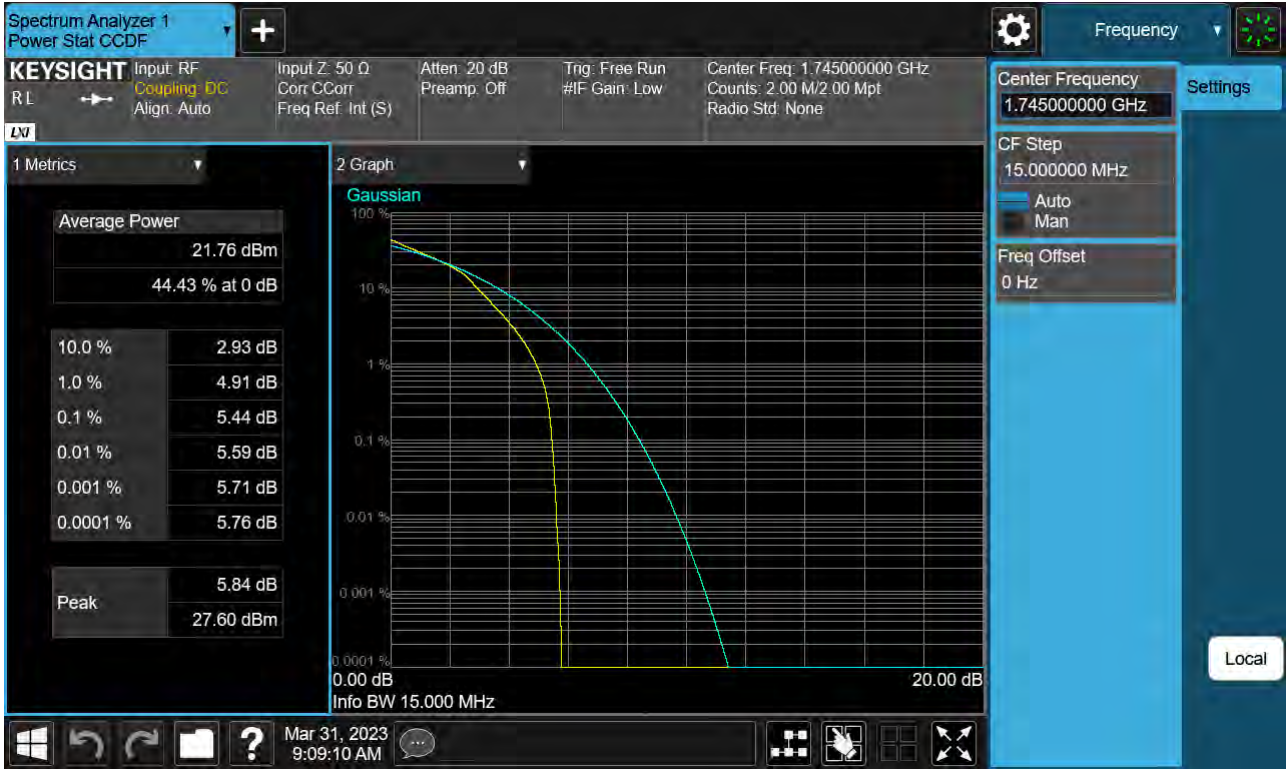 Spectrum Analyzer 1
Power Stat CCDF
Frequency
KEYSIGHT
R L
LXI
Input: RF
Coupling: DC
Align: Auto
Input Z: 50 Ω
Corr CCorr
Freq Ref: Int (S)
Atten: 20 dB
Preamp: Off
Trig: Free Run
#IF Gain: Low
Center Freq: 1.745000000 GHz
Counts: 2.00 M/2.00 Mpt
Radio Std: None
Center Frequency
1.745000000 GHz
Settings
CF Step
15.000000 MHz
Auto
Man
Freq Offset
0 Hz
Local
1 Metrics
Average Power
21.76 dBm
44.43 % at 0 dB
10.0 % 2.93 dB
1.0 % 4.91 dB
0.1 % 5.44 dB
0.01 % 5.59 dB
0.001 % 5.71 dB
0.0001 % 5.76 dB
Peak
5.84 dB
27.60 dBm
2 Graph
Gaussian
100 %
10 %
1 %
0.1 %
0.01 %
0.001 %
0.0001 %
0.00 dB 20.00 dB
Info BW 15.000 MHz
?
Mar 31, 2023
9:09:10 AM